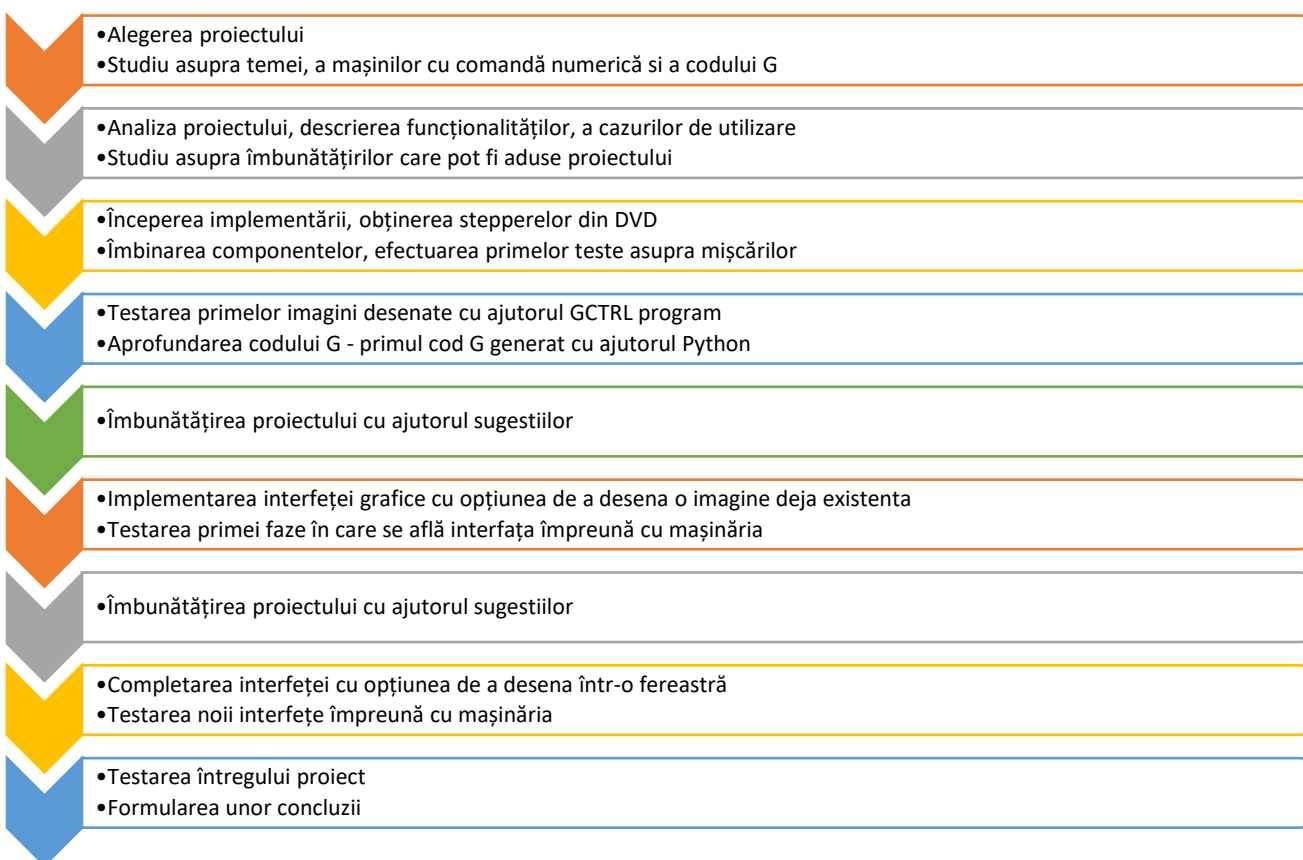 •Alegerea proiectului
•Studiu asupra temei, a mașinilor cu comandă numerică si a codului G
•Analiza proiectului, descrierea funcționalităților, a cazurilor de utilizare
•Studiu asupra îmbunătățirilor care pot fi aduse proiectului
•Începerea implementării, obținerea stepperelor din DVD
•Îmbinarea componentelor, efectuarea primelor teste asupra mișcărilor
•Testarea primelor imagini desenate cu ajutorul GCTRL program
•Aprofundarea codului G - primul cod G generat cu ajutorul Python
•Îmbunătățirea proiectului cu ajutorul sugestiilor
•Implementarea interfeței grafice cu opțiunea de a desena o imagine deja existenta
•Testarea primei faze în care se află interfața împreună cu mașinăria
•Îmbunătățirea proiectului cu ajutorul sugestiilor
•Completarea interfeței cu opțiunea de a desena într-o fereastră
•Testarea noii interfețe împreună cu mașinăria
•Testarea întregului proiect
•Formularea unor concluzii